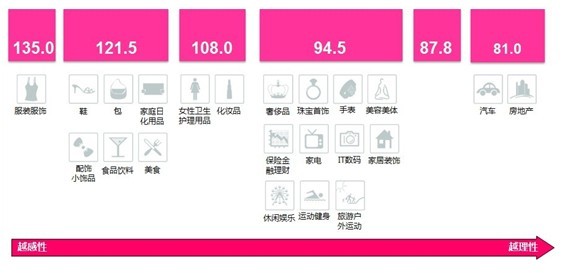 135.0
121.5
108.0
94.5
87.8
81.0
服装服饰
鞋
包
家庭日
化用品
女性卫生
护理用品
化妆品
奢侈品
珠宝首饰
手表
美容美体
汽车
房地产
配饰
小饰品
食品饮料
美食
保险金
融理财
家电
IT数码
家居装饰
休闲娱乐
运动健身
旅游户
外运动
越感性
越理性